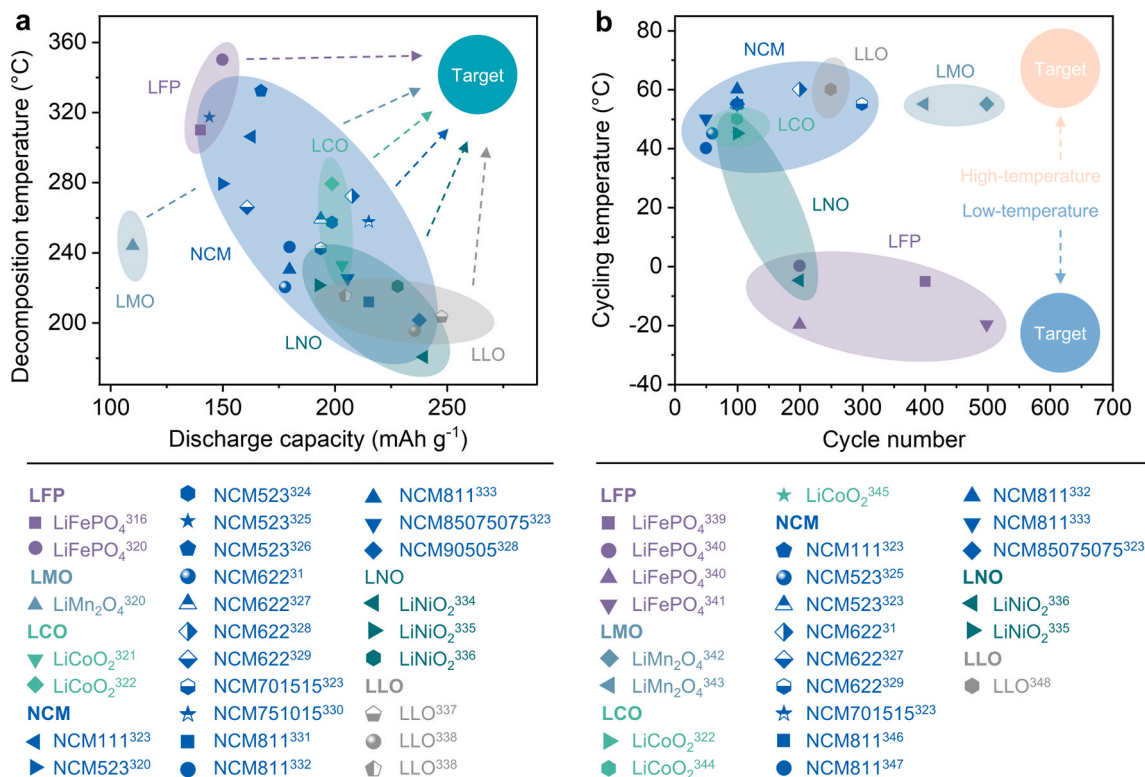 a
Decomposition temperature (°C)
360
320
280
240
200
100
150
200
250
Discharge capacity (mAh g⁻¹)
LFP
LCO
NCM
LMO
LNO
LLO
Target
b
Cycling temperature (°C)
80
60
40
20
0
-20
-40
0
100
200
300
400
500
600
700
Cycle number
NCM
LLO
LMO
LCO
LNO
LFP
Target
High-temperature
Low-temperature
Target
LFP
LiFePO₄³¹⁶
LiFePO₄³²⁰
LMO
LiMn₂O₄³²⁰
LCO
LiCoO₂³²¹
LiCoO₂³²²
NCM
NCM111³²³
NCM523³²⁰
NCM523³²⁴
NCM523³²⁵
NCM523³²⁶
NCM622³¹
NCM622³²⁷
NCM622³²⁸
NCM622³²⁹
NCM701515³²³
NCM751015³³⁰
NCM811³³¹
NCM811³³²
NCM811³³³
NCM85075075³²³
NCM90505³²⁸
LNO
LiNiO₂³³⁴
LiNiO₂³³⁵
LiNiO₂³³⁶
LLO
LLO³³⁷
LLO³³⁸
LLO³³⁸
LFP
LiFePO₄³³⁹
LiFePO₄³⁴⁰
LiFePO₄³⁴⁰
LiFePO₄³⁴¹
LMO
LiMn₂O₄³⁴²
LiMn₂O₄³⁴³
LCO
LiCoO₂³²²
LiCoO₂³⁴⁴
LiCoO₂³⁴⁵
NCM
NCM111³²³
NCM523³²⁵
NCM523³²³
NCM622³¹
NCM622³²⁷
NCM622³²⁹
NCM701515³²³
NCM811³⁴⁶
NCM811³⁴⁷
NCM811³³²
NCM811³³³
NCM85075075³²³
LNO
LiNiO₂³³⁶
LiNiO₂³³⁵
LLO
LLO³⁴⁸